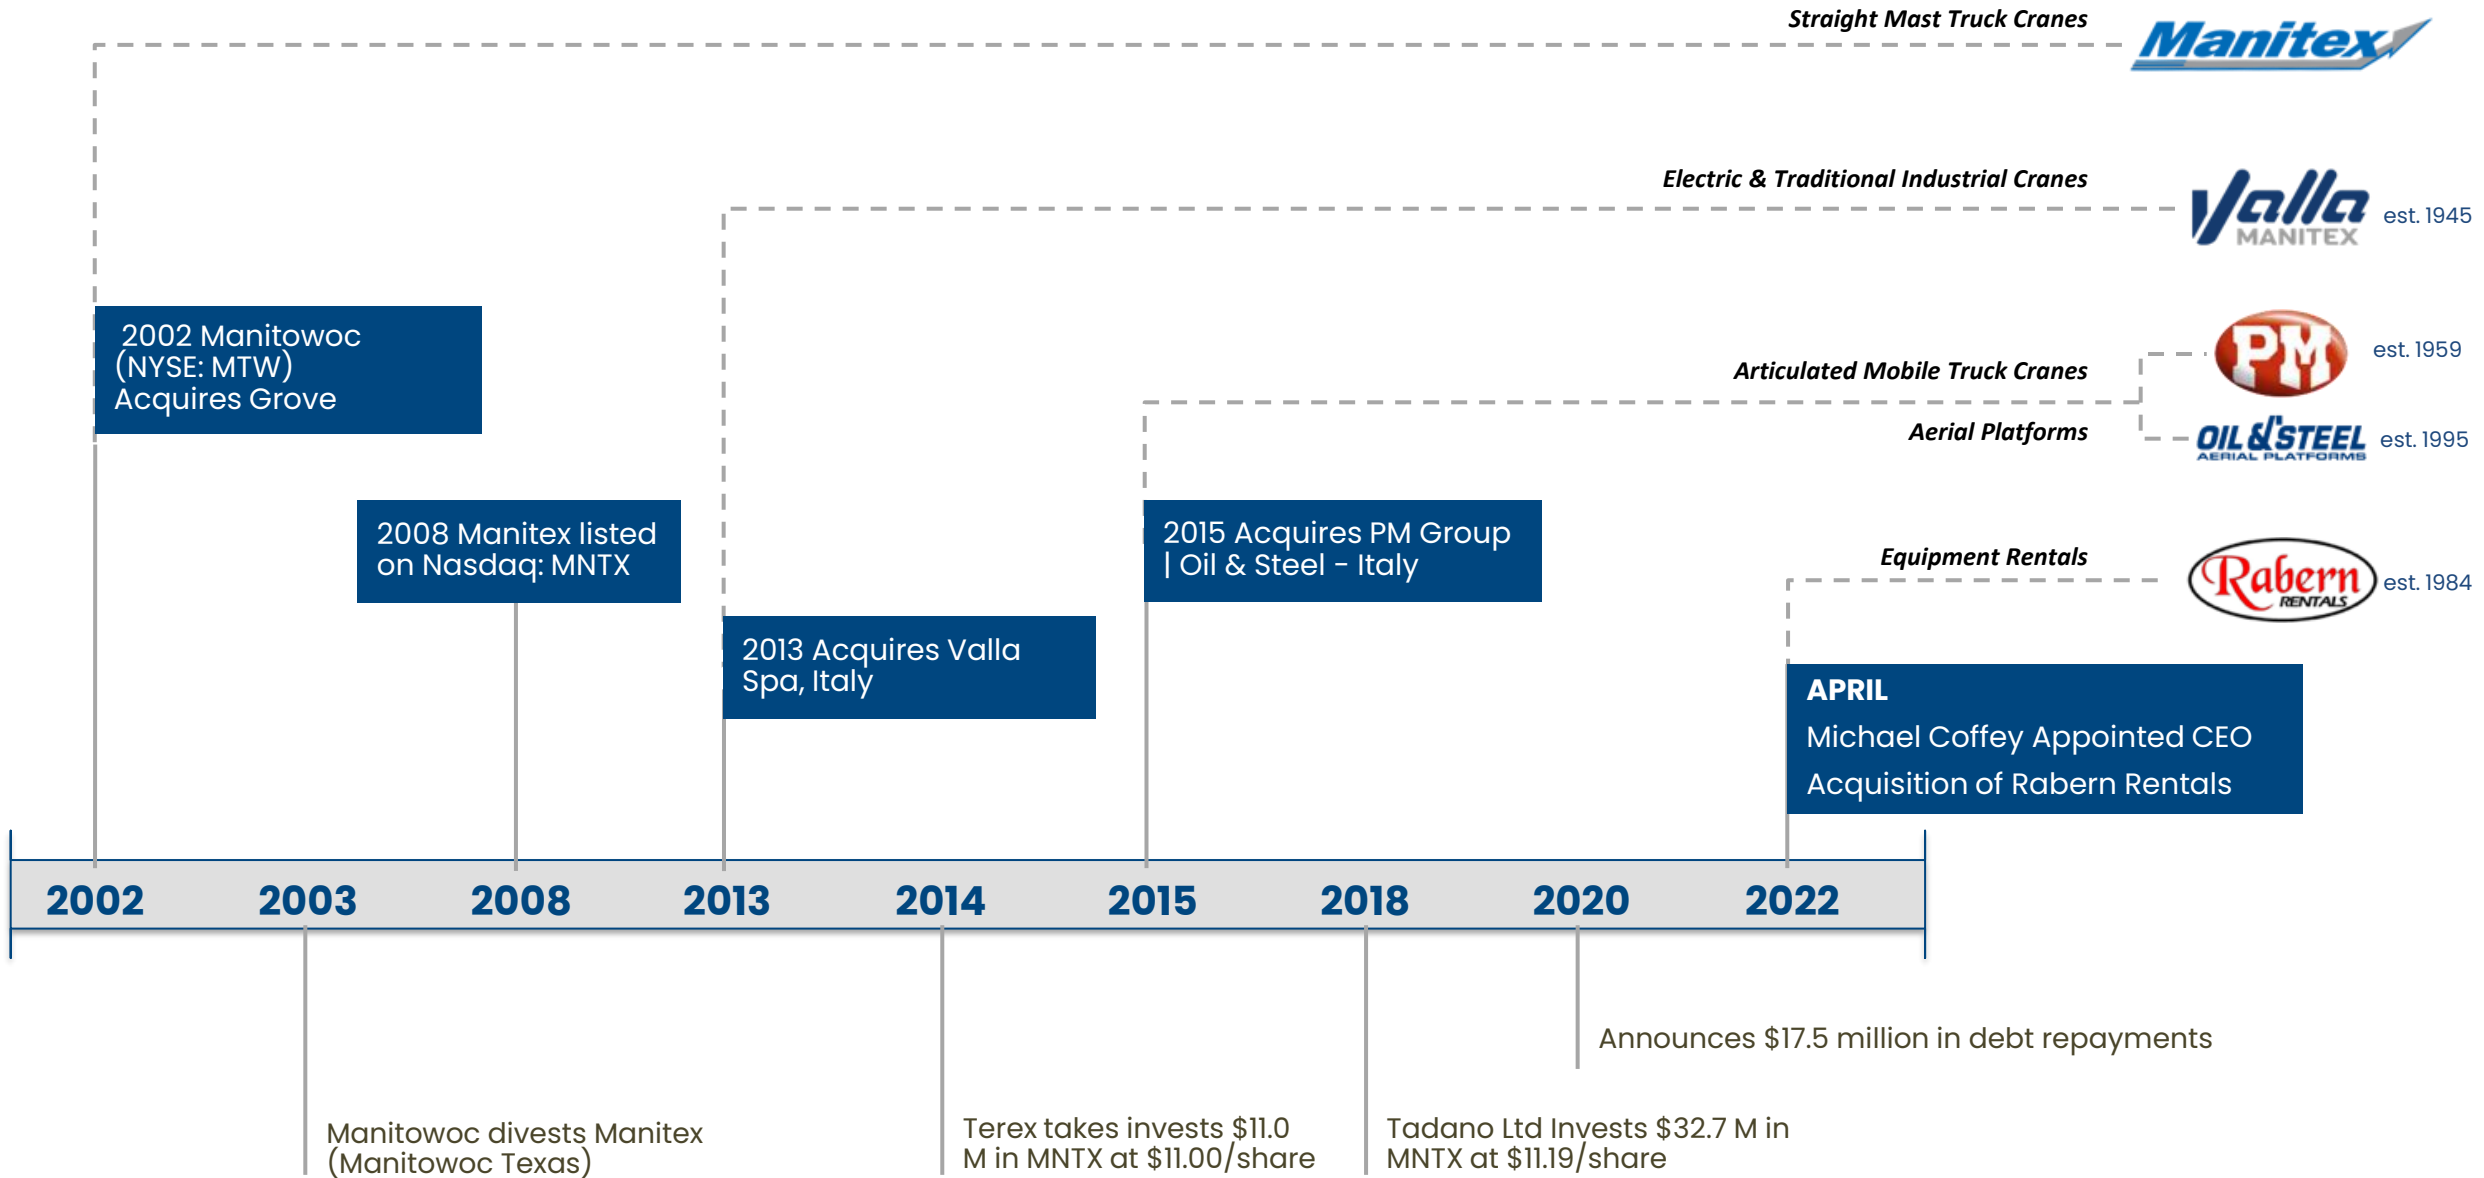 Straight Mast Truck Cranes
Manitex
Electric & Traditional Industrial Cranes
Valla
MANITEX
est. 1945
2002 Manitowoc
(NYSE: MTW)
Acquires Grove
PM
est. 1959
Articulated Mobile Truck Cranes
Aerial Platforms
OIL & STEEL
AERIAL PLATFORMS
est. 1995
2008 Manitex listed
on Nasdaq: MNTX
2015 Acquires PM Group
| Oil & Steel - Italy
Equipment Rentals
Rabern
RENTALS
est. 1984
2013 Acquires Valla
Spa, Italy
APRIL
Michael Coffey Appointed CEO
Acquisition of Rabern Rentals
2002 2003 2008 2013 2014 2015 2018 2020 2022
Announces $17.5 million in debt repayments
Manitowoc divests Manitex
(Manitowoc Texas)
Terex takes invests $11.0
M in MNTX at $11.00/share
Tadano Ltd Invests $32.7 M in
MNTX at $11.19/share